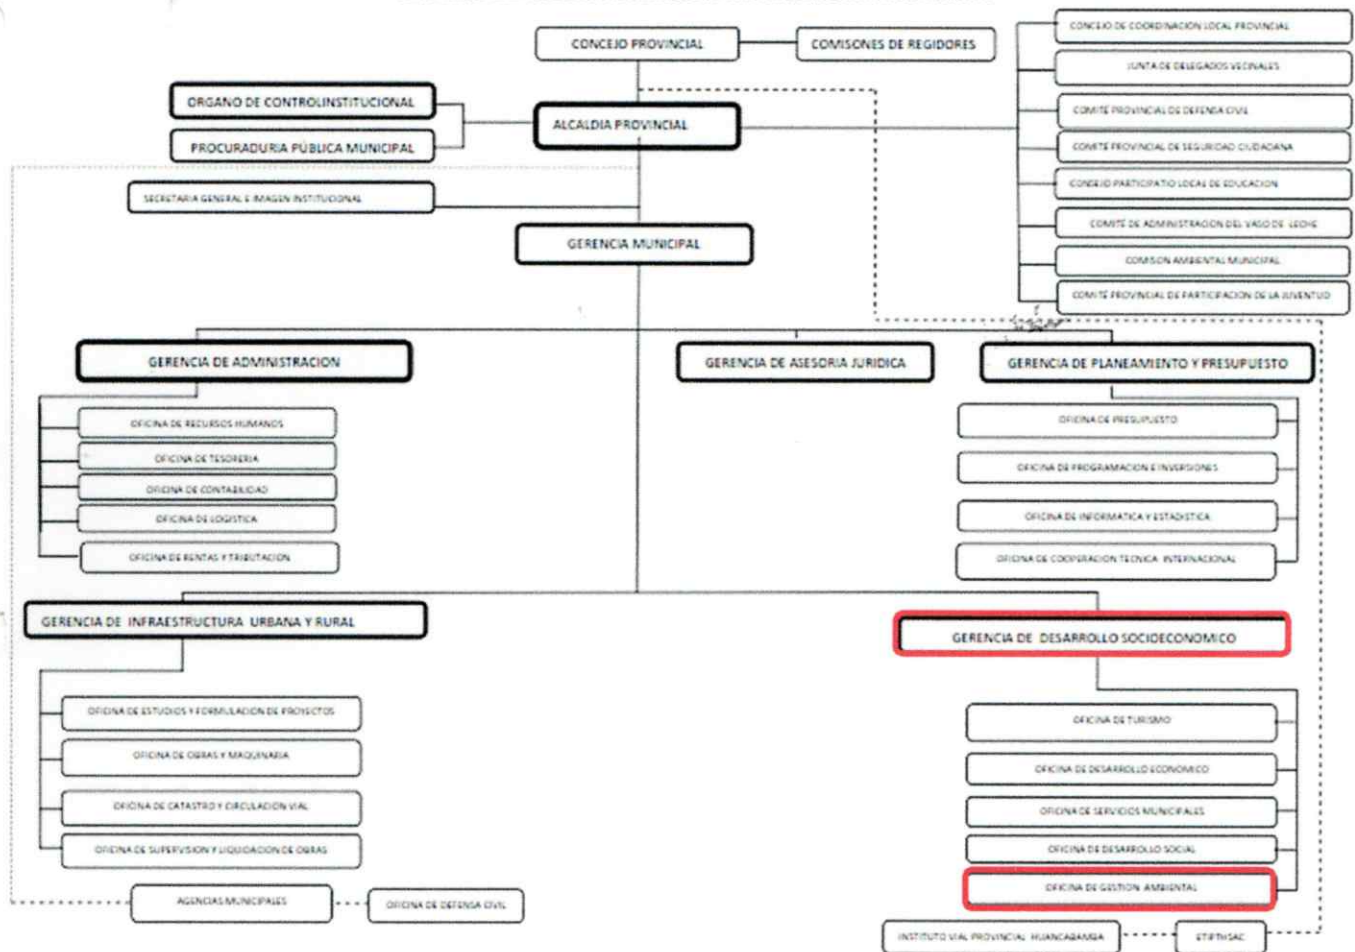 CONCEJO PROVINCIAL
COMISONES DE REGIDORES
CONCEJO DE COORDINACION LOCAL PROVINCIAL
JUNTA DE DELEGADOS VECINALES
COMITÉ PROVINCIAL DE DEFENSA CIVIL
COMITÉ PROVINCIAL DE SEGURIDAD CIUDADANA
CONSEJO PARTICIPATIO LOCAL DE EDUCACION
COMITÉ DE ADMINISTRACION DEL VASO DE LECHE
COMISON AMBIENTAL MUNICIPAL
COMITÉ PROVINCIAL DE PARTICIPACION DE LA JUVENTUD
ORGANO DE CONTROLINSTITUCIONAL
ALCALDIA PROVINCIAL
PROCURADURIA PÚBLICA MUNICIPAL
SECRETARIA GENERAL E IMAGEN INSTITUCIONAL
GERENCIA MUNICIPAL
GERENCIA DE ADMINISTRACION
GERENCIA DE ASESORIA JURIDICA
GERENCIA DE PLANEAMIENTO Y PRESUPUESTO
OFICINA DE RECURSOS HUMANOS
OFICINA DE TESORERIA
OFICINA DE CONTABILIDAD
OFICINA DE LOGISTICA
OFICINA DE RENTAS Y TRIBUTACION
OFICINA DE PRESUPUESTO
OFICINA DE PROGRAMACION E INVERSIONES
OFICINA DE INFORMATICA Y ESTADISTICA
OFICINA DE COOPERACION TECNICA INTERNACIONAL
GERENCIA DE INFRAESTRUCTURA URBANA Y RURAL
GERENCIA DE DESARROLLO SOCIOECONOMICO
OFICINA DE ESTUDIOS Y FORMULACION DE PROYECTOS
OFICINA DE OBRAS Y MAQUINARIA
OFICINA DE CATASTRO Y CIRCULACION VIAL
OFICINA DE SUPERVISION Y LIQUIDACION DE OBRAS
OFICINA DE TURISMO
OFICINA DE DESARROLLO ECONOMICO
OFICINA DE SERVICIOS MUNICIPALES
OFICINA DE DESARROLLO SOCIAL
OFICINA DE GESTION AMBIENTAL
AGENCIAS MUNICIPALES
OFICINA DE DEFENSA CIVIL
INSTITUTO VIAL PROVINCIAL HUANCABAMBA
ETIPTHSAC